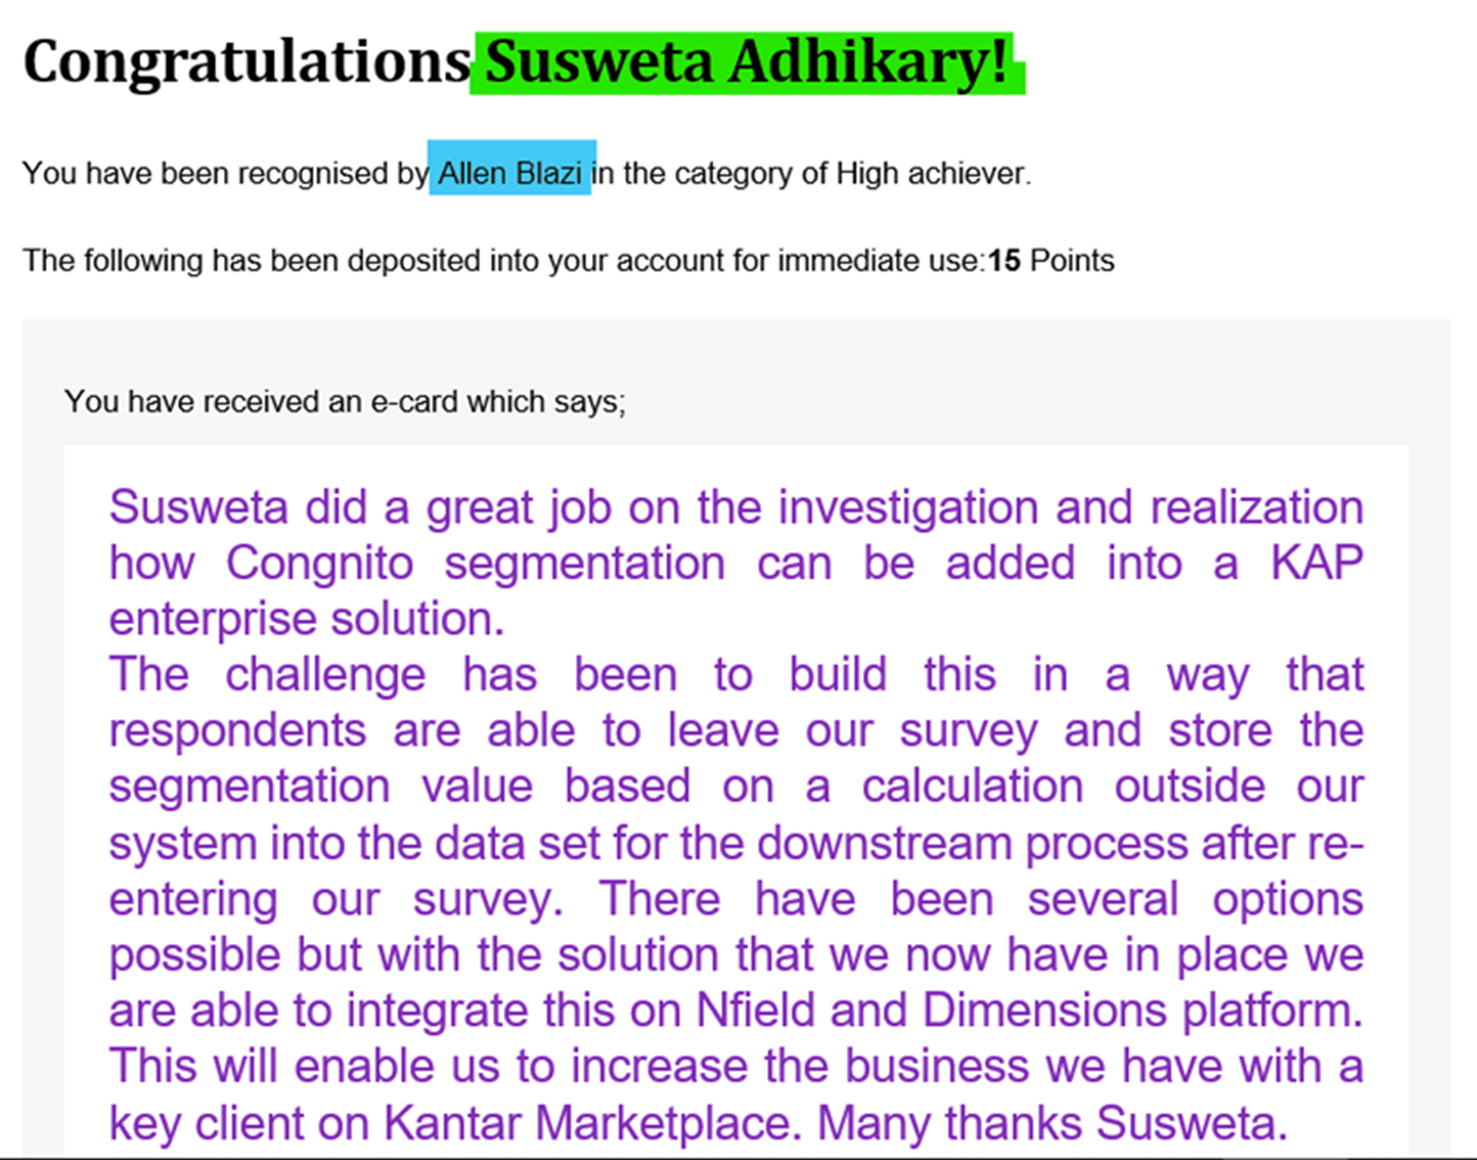 Congratulations Susweta Adhikary!
You have been recognised by Allen Blazi in the category of High achiever.
The following has been deposited into your account for immediate use:15 Points
You have received an e-card which says;
Susweta did a great job on the investigation and realization
how Congnito segmentation can be added into a KAP
enterprise solution.
The challenge has been to build this in a way that
respondents are able to leave our survey and store the
segmentation value based on a calculation outside our
system into the data set for the downstream process after re-
entering our survey. There have been several options
possible but with the solution that we now have in place we
are able to integrate this on Nfield and Dimensions platform.
This will enable us to increase the business we have with a
key client on Kantar Marketplace. Many thanks Susweta.